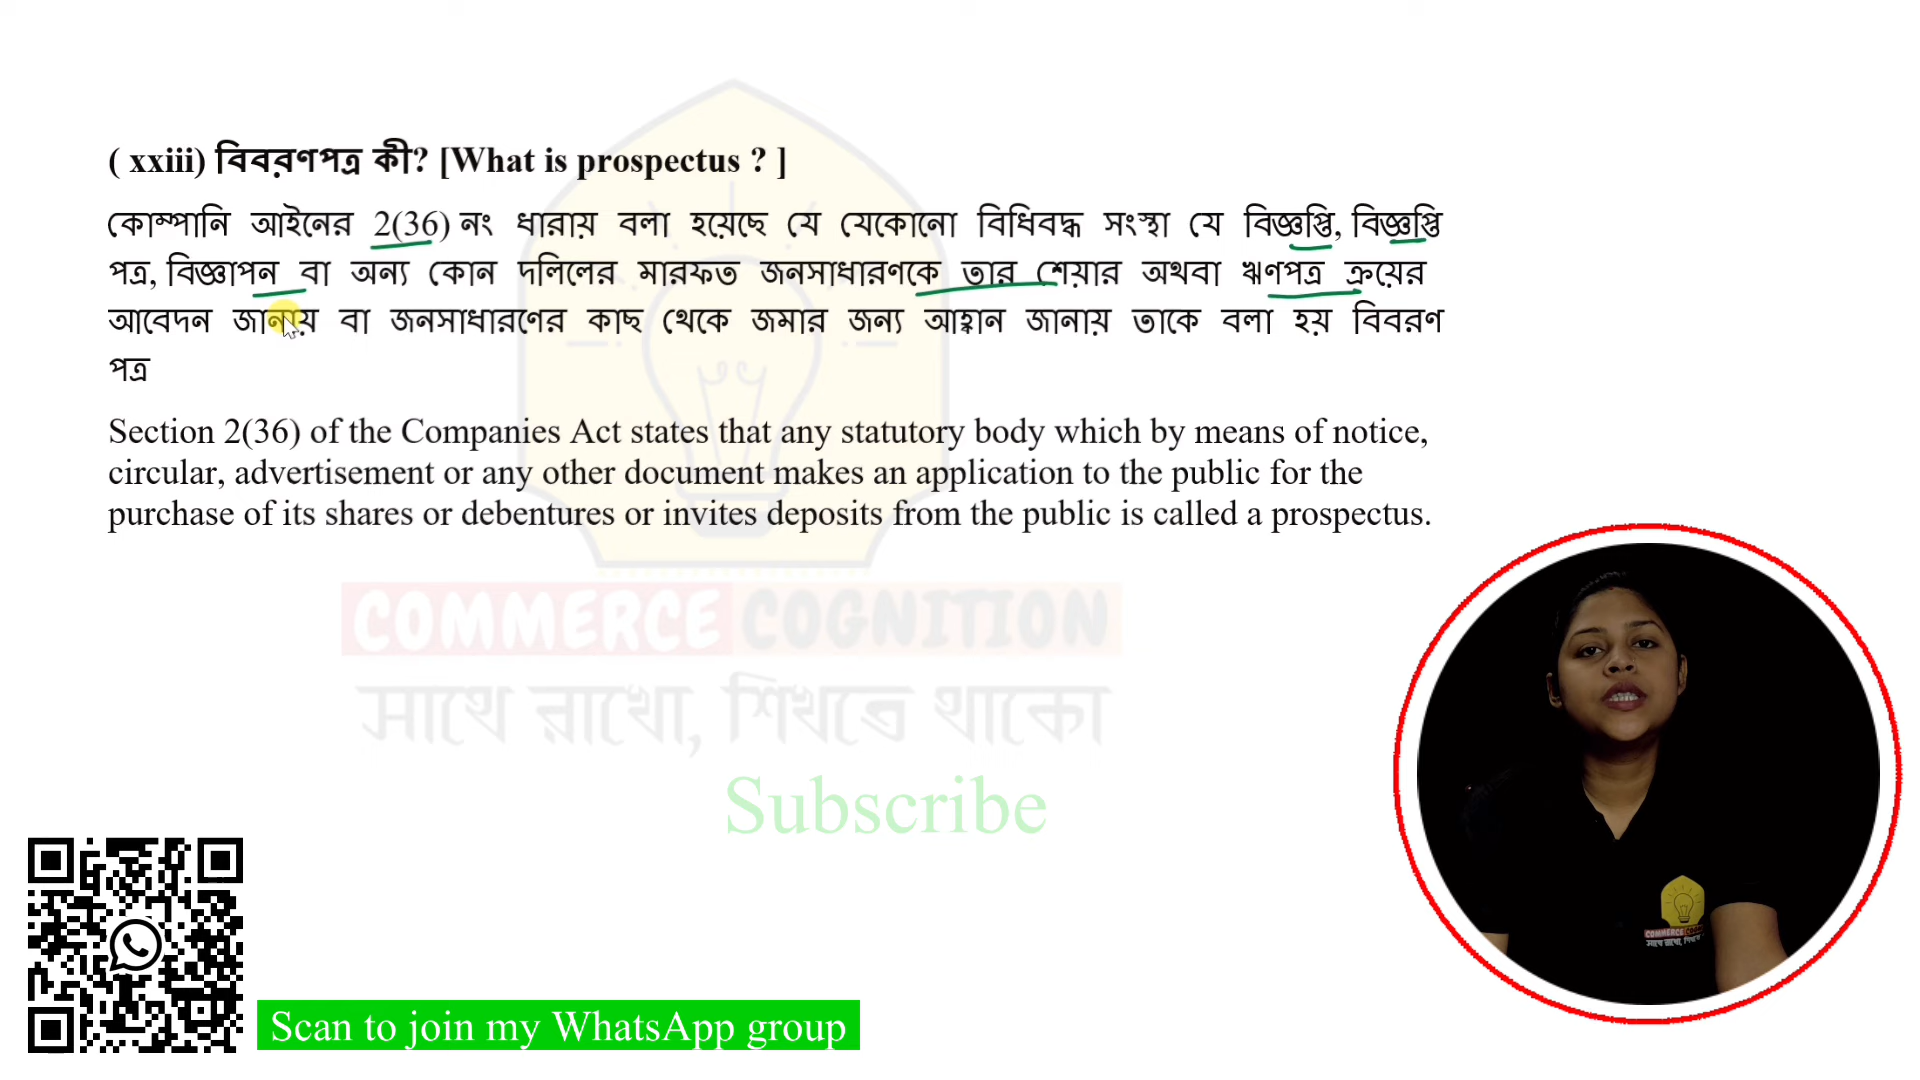 ( xxiii) বিবরণপত্র কী? [What is prospectus ? ]
কোম্পানি আইনের 2(36) নং ধারায় বলা হয়েছে যে যেকোনো বিধিবদ্ধ সংস্থা যে বিজ্ঞপ্তি, বিজ্ঞপ্তি
পত্র, বিজ্ঞাপন বা অন্য কোন দলিলের মারফত জনসাধারণকে তার শেয়ার অথবা ঋণপত্র ক্রয়ের
আবেদন জানায় বা জনসাধারণের কাছ থেকে জমার জন্য আহ্বান জানায় তাকে বলা হয় বিবরণ
পত্র
Section 2(36) of the Companies Act states that any statutory body which by means of notice,
circular, advertisement or any other document makes an application to the public for the
purchase of its shares or debentures or invites deposits from the public is called a prospectus.
COMMERCE COGNITION
সাথে রাখো, শিখতে থাকো
Subscribe
Scan to join my WhatsApp group